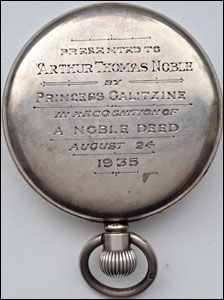 PRESENTED TO
ARTHUR THOMAS NOBLE
BY
PRINCESS GALITZINE
IN RECOGNITION OF
A NOBLE DEED
AUGUST 24
1935